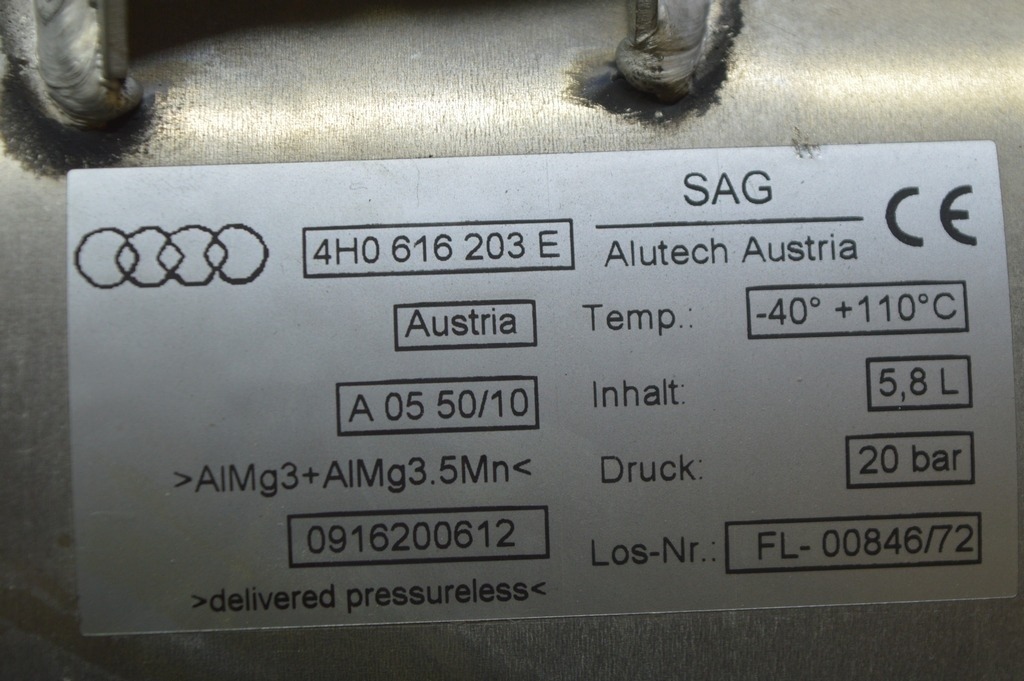 4H0 616 203 E
Austria
A 05 50/10
>AlMg3+AlMg3.5Mn<
0916200612
>delivered pressureless<
SAG
Alutech Austria
CE
Temp.: -40° +110°C
Inhalt: 5,8 L
Druck: 20 bar
Los-Nr.: FL- 00846/72